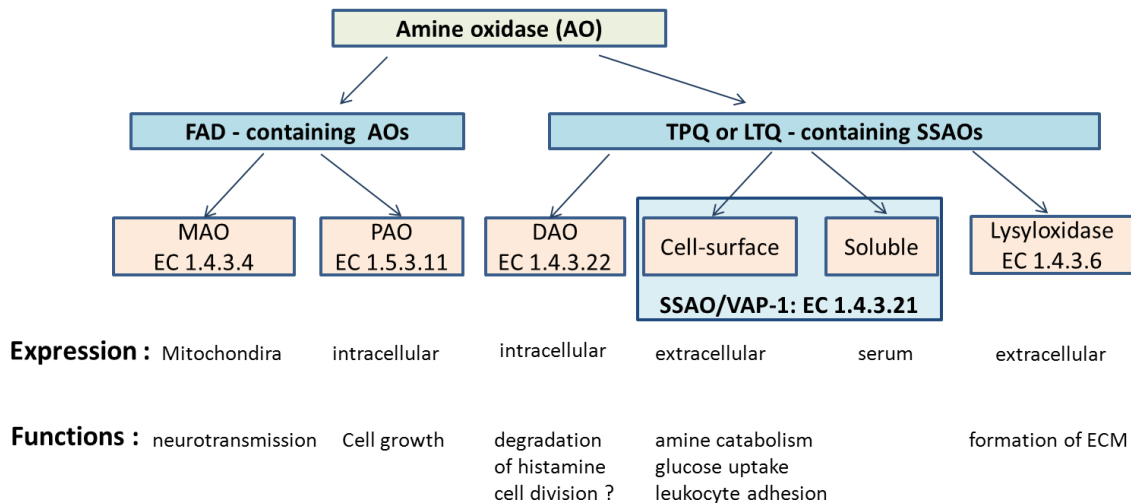 Amine oxidase (AO)
FAD - containing AOs
TPQ or LTQ - containing SSAOs
MAO
EC 1.4.3.4
PAO
EC 1.5.3.11
DAO
EC 1.4.3.22
Cell-surface
Soluble
Lysyloxidase
EC 1.4.3.6
SSAO/VAP-1: EC 1.4.3.21
Expression : Mitochondira intracellular intracellular extracellular serum extracellular
Functions : neurotransmission Cell growth degradation amine catabolism formation of ECM
of histamine glucose uptake
cell division ? leukocyte adhesion